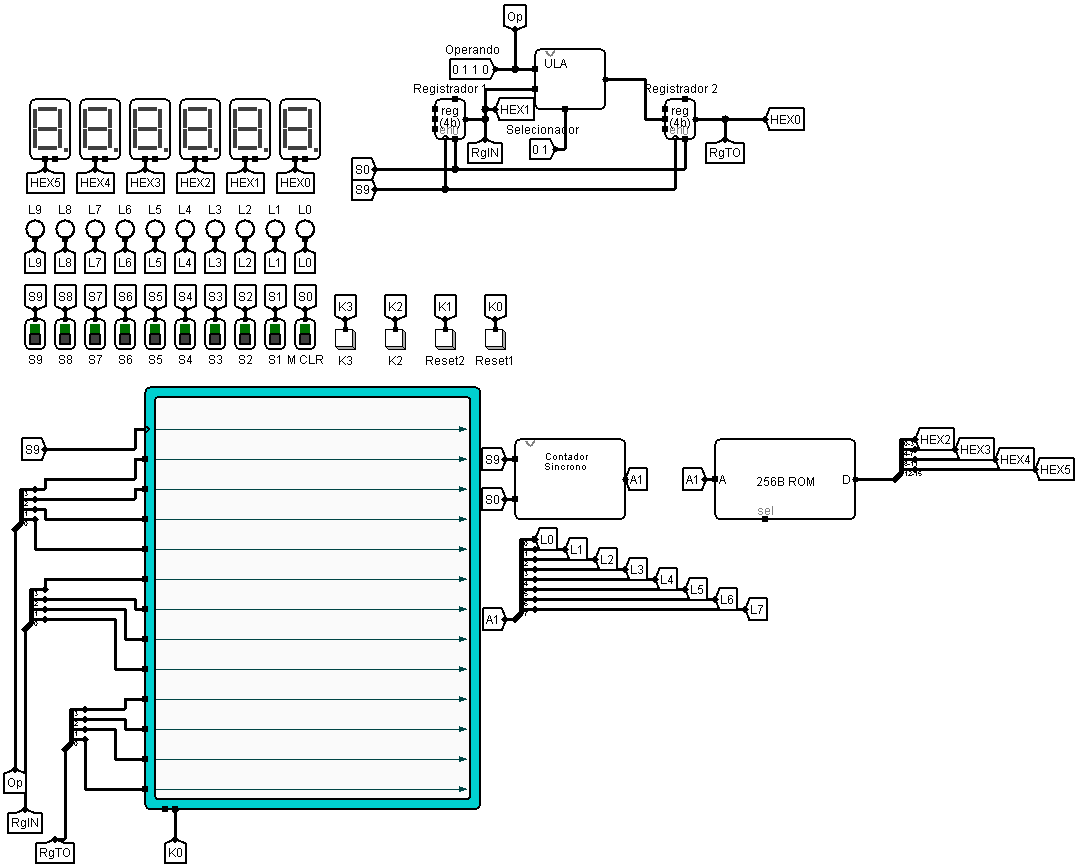 Op
Operando
0 1 1 0
ULA
Registrador 1
Registrador 2
reg
(4b)
HEX1
reg
(4b)
HEX0
Selecionador
0 1
RgIN
RgTO
S0
S9
HEX5 HEX4 HEX3 HEX2 HEX1 HEX0
L9 L8 L7 L6 L5 L4 L3 L2 L1 L0
L9 L8 L7 L6 L5 L4 L3 L2 L1 L0
S9 S8 S7 S6 S5 S4 S3 S2 S1 S0
K3 K2 K1 K0
S9 S8 S7 S6 S5 S4 S3 S2 S1 M CLR
K3 K2 Reset2 Reset1
S9
S9
Contador
Sincrono
S0
A1
A1
A
256B ROM
D
sel
HEX2
HEX3
HEX4
HEX5
L0
L1
L2
L3
L4
L5
L6
L7
A1
Op
RgIN
RgTO
K0